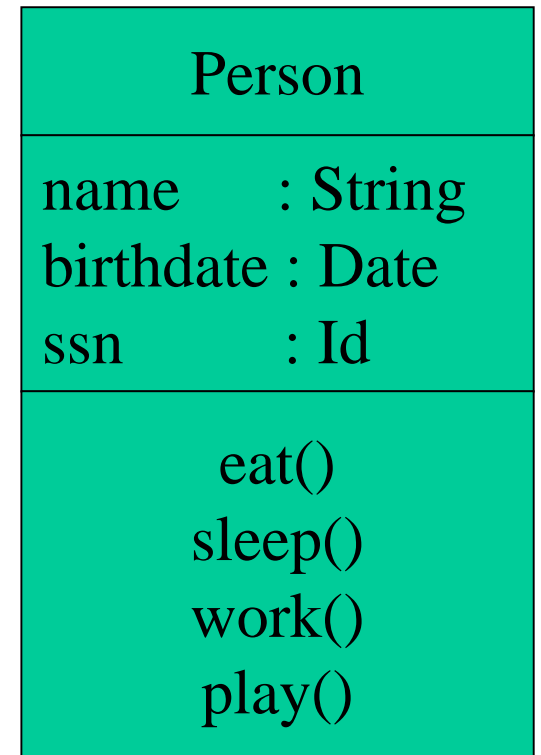 Person
name : String
birthdate : Date
ssn : Id
eat()
sleep()
work()
play()